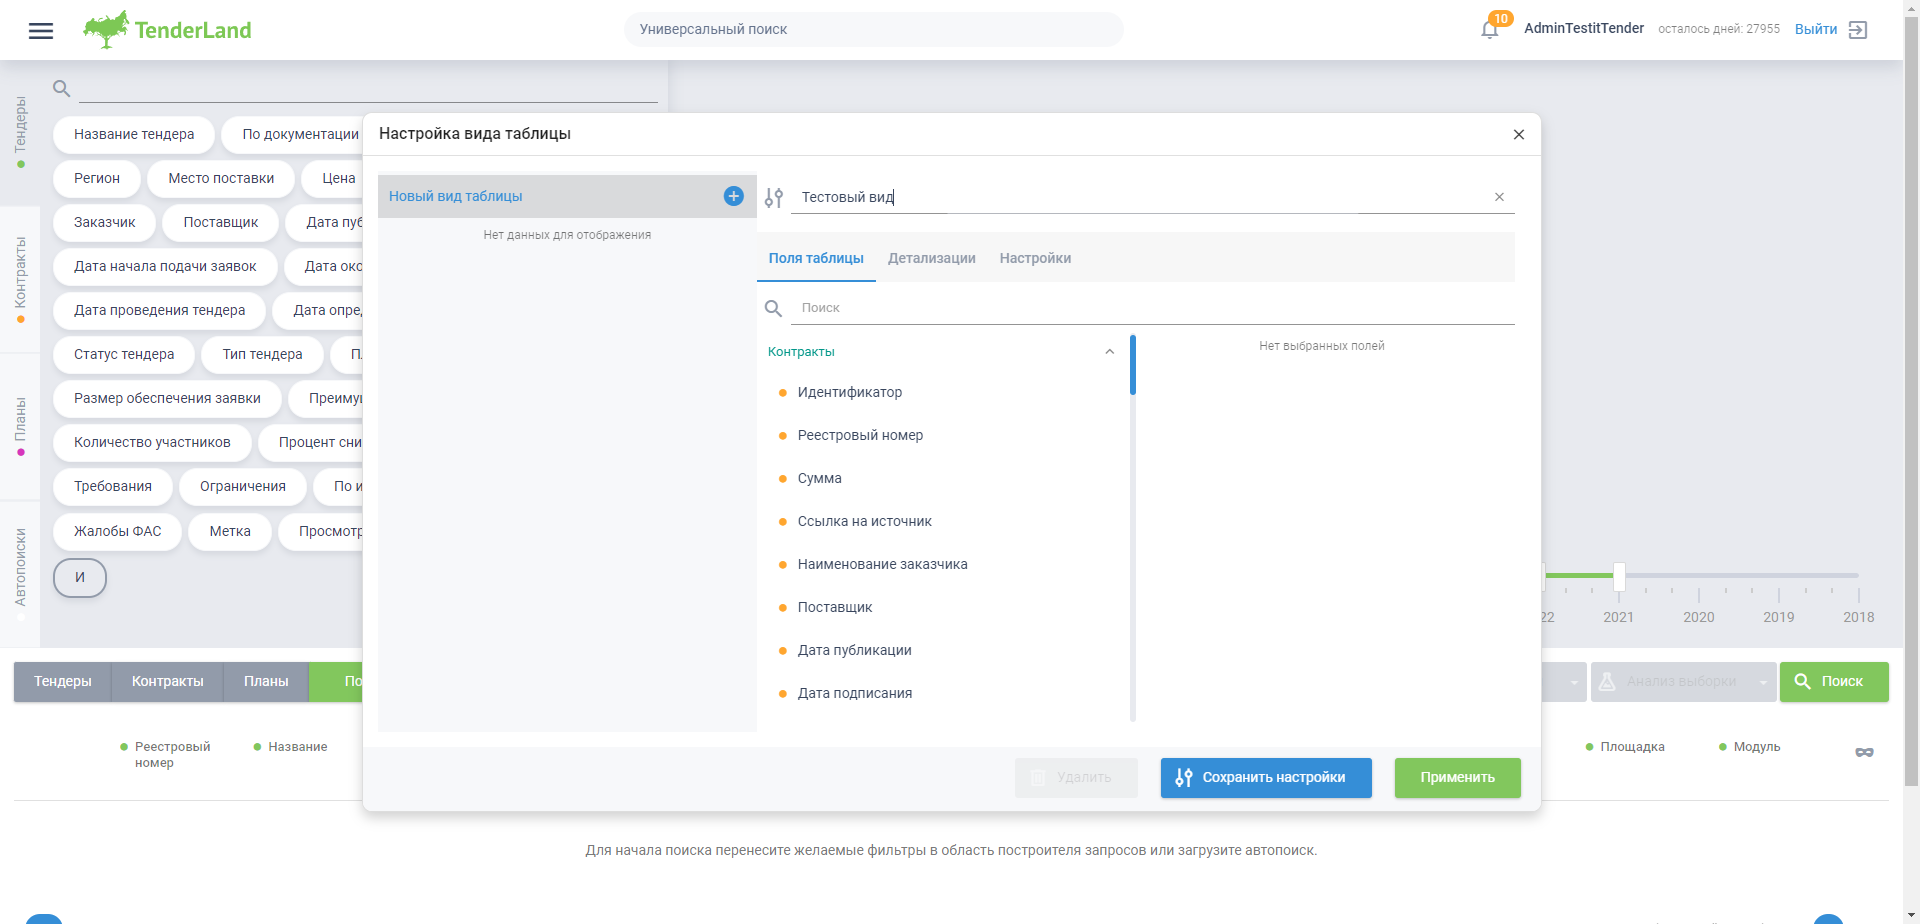 TenderLand
Универсальный поиск
10
AdminTestitTender
осталось дней: 27955
Выйти
Тендеры
Контракты
Планы
Автопоиски
Название тендера
По документации
Регион
Место поставки
Цена
Заказчик
Поставщик
Дата пуб
Дата начала подачи заявок
Дата око
Дата проведения тендера
Дата опре
Статус тендера
Тип тендера
Размер обеспечения заявки
Преиму
Количество участников
Процент сни
Требования
Ограничения
По и
Жалобы ФАС
Метка
Просмотр
И
Настройка вида таблицы
Новый вид таблицы
Нет данных для отображения
Тестовый вид
Поля таблицы
Детализации
Настройки
Поиск
Контракты
Идентификатор
Реестровый номер
Сумма
Ссылка на источник
Наименование заказчика
Поставщик
Дата публикации
Дата подписания
Нет выбранных полей
Удалить
Сохранить настройки
Применить
22
2021
2020
2019
2018
Тендеры
Контракты
Планы
По
Анализ выборки
Поиск
Реестровый
номер
Название
Площадка
Модуль
Для начала поиска перенесите желаемые фильтры в область построителя запросов или загрузите автопоиск.